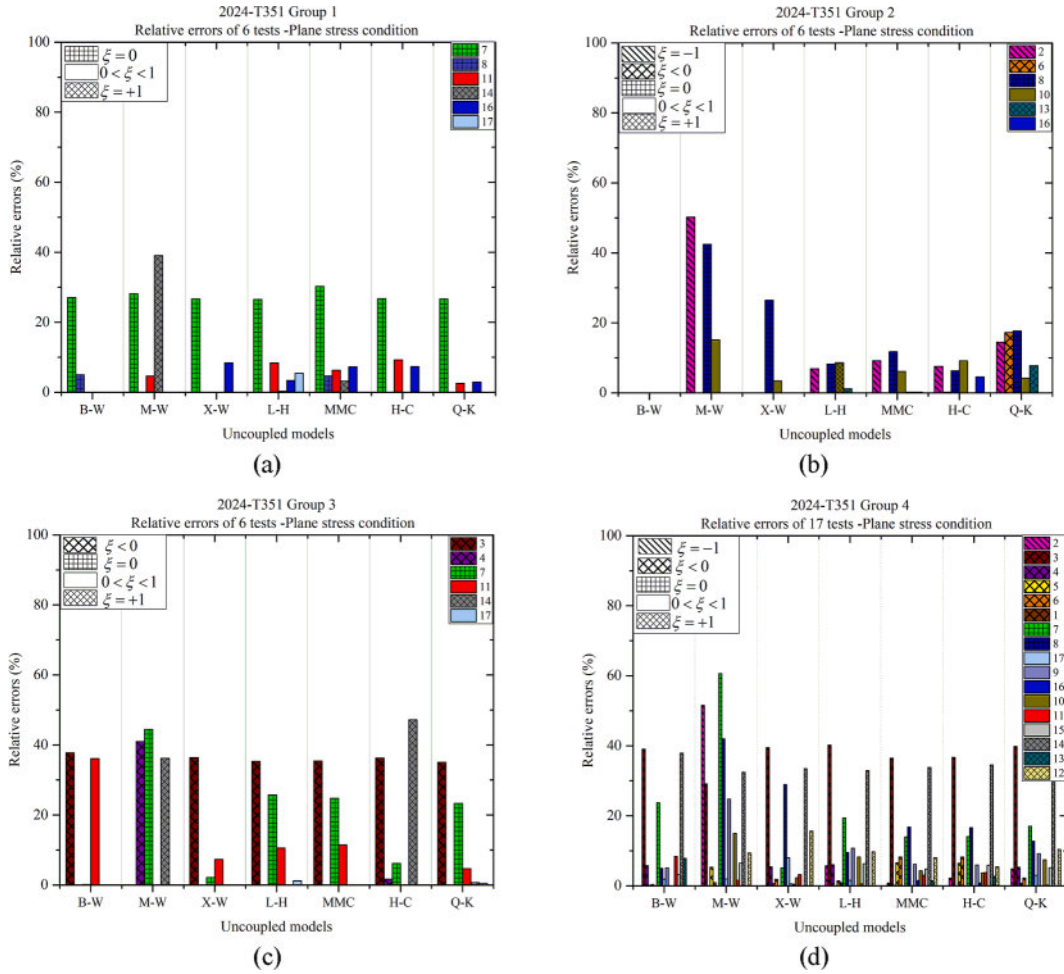 2024-T351 Group 1
Relative errors of 6 tests -Plane stress condition
100
80
60
40
20
0
Relative errors (%)
ξ=0
0<ξ<1
ξ=+1
7
8
11
14
16
17
B-W M-W X-W L-H MMC H-C Q-K
Uncoupled models
(a)
2024-T351 Group 2
Relative errors of 6 tests -Plane stress condition
100
80
60
40
20
0
Relative errors (%)
ξ=−1
ξ<0
ξ=0
0<ξ<1
ξ=+1
2
6
8
10
13
16
B-W M-W X-W L-H MMC H-C Q-K
Uncoupled models
(b)
2024-T351 Group 3
Relative errors of 6 tests -Plane stress condition
100
80
60
40
20
0
Relative errors (%)
ξ<0
ξ=0
0<ξ<1
ξ=+1
3
4
7
11
14
17
B-W M-W X-W L-H MMC H-C Q-K
Uncoupled models
(c)
2024-T351 Group 4
Relative errors of 17 tests -Plane stress condition
100
80
60
40
20
0
Relative errors (%)
ξ=−1
ξ<0
ξ=0
0<ξ<1
ξ=+1
2
3
4
5
6
1
7
8
17
9
16
10
11
15
14
13
12
B-W M-W X-W L-H MMC H-C Q-K
Uncoupled models
(d)